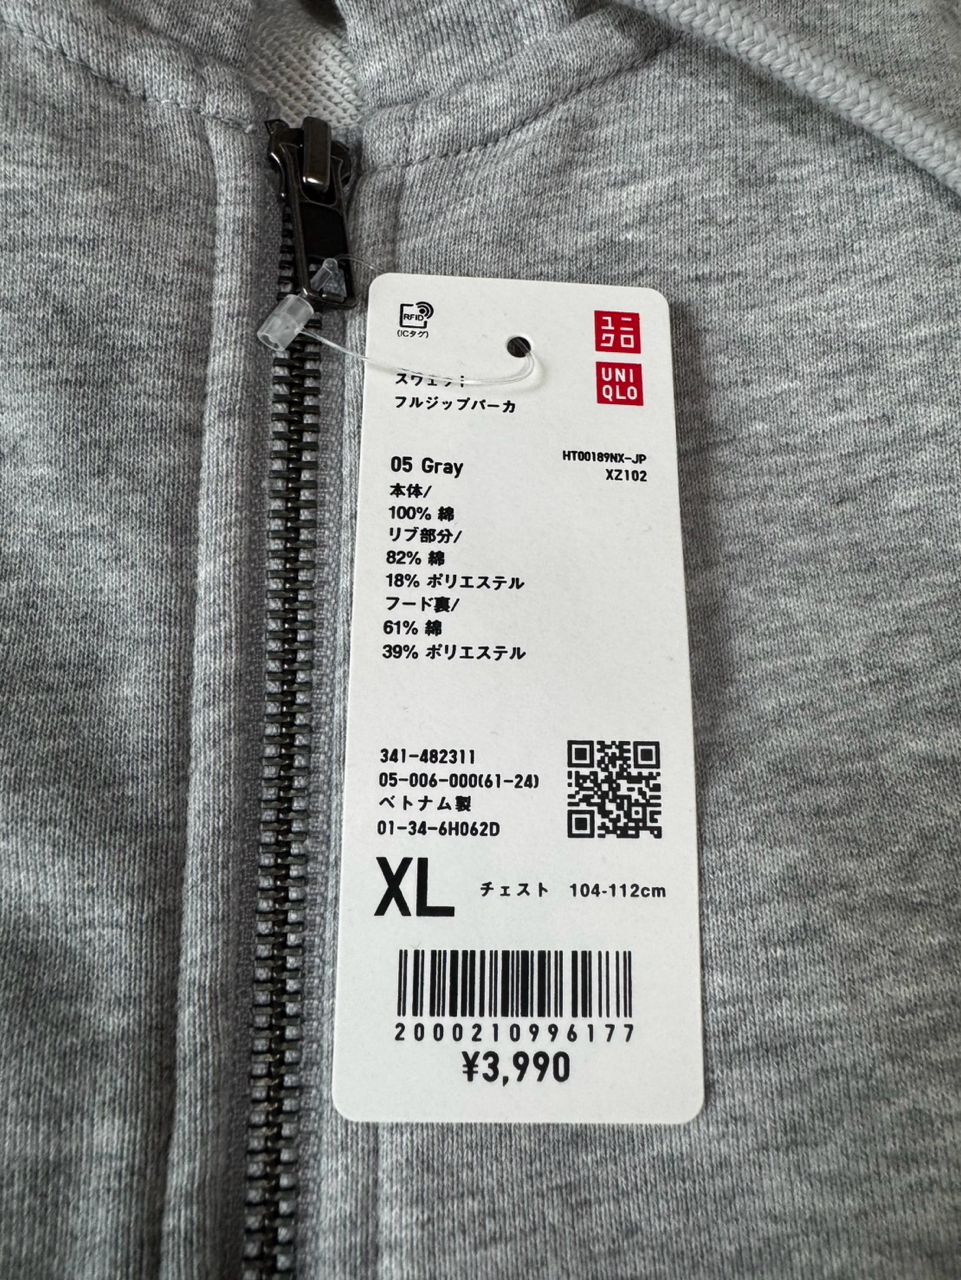 RFID
(ICタグ)
ユニ
クロ
UNI
QLO
スウェット
フルジップパーカ
05 Gray
HT00189NX-JP
XZ102
本体/
100% 綿
リブ部分/
82% 綿
18% ポリエステル
フード裏/
61% 綿
39% ポリエステル
341-482311
05-006-000(61-24)
ベトナム製
01-34-6H062D
XL チェスト 104-112cm
2000210996177
¥3,990